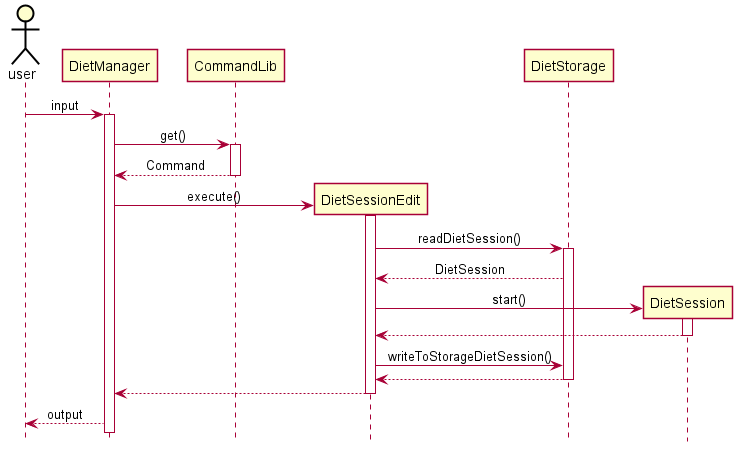 user
DietManager
CommandLib
DietStorage
input
get()
Command
execute()
DietSessionEdit
readDietSession()
DietSession
start()
DietSession
writeToStorageDietSession()
output